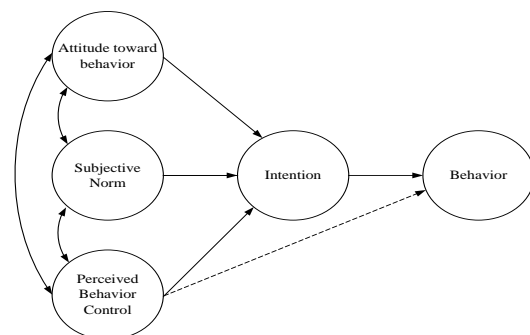 Attitude toward
behavior
Subjective
Norm
Intention
Behavior
Perceived
Behavior
Control